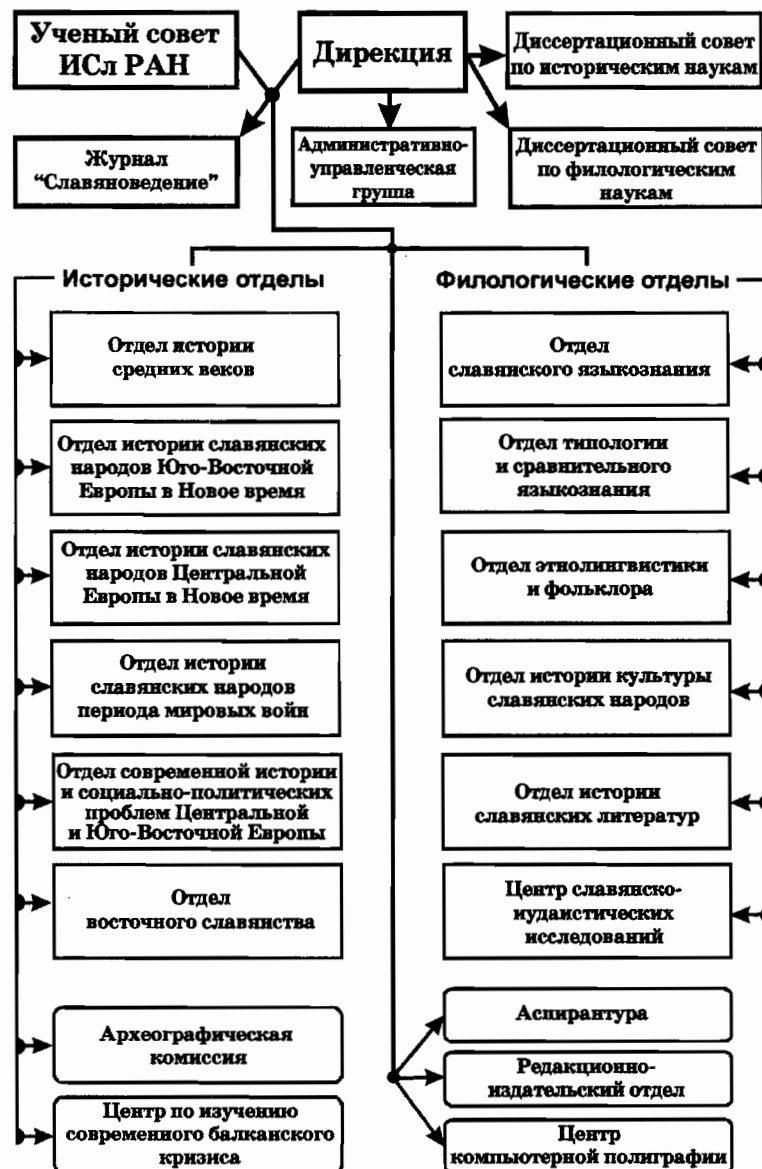 Ученый совет
ИСл РАН
Дирекция
Диссертационный совет
по историческим наукам
Журнал
“Славяноведение”
Административно-
управленческая
группа
Диссертационный совет
по филологическим
наукам
Исторические отделы
Отдел истории
средних веков
Отдел истории славянских
народов Юго-Восточной
Европы в Новое время
Отдел истории славянских
народов Центральной
Европы в Новое время
Отдел истории
славянских народов
периода мировых войн
Отдел современной истории
и социально-политических
проблем Центральной
и Юго-Восточной Европы
Отдел
восточного славянства
Археографическая
комиссия
Центр по изучению
современного балканского
кризиса
Филологические отделы
Отдел
славянского языкознания
Отдел типологии
и сравнительного
языкознания
Отдел этнолингвистики
и фольклора
Отдел истории культуры
славянских народов
Отдел истории
славянских литератур
Центр славянско-
иудаистических
исследований
Аспирантура
Редакционно-
издательский отдел
Центр
компьютерной полиграфии